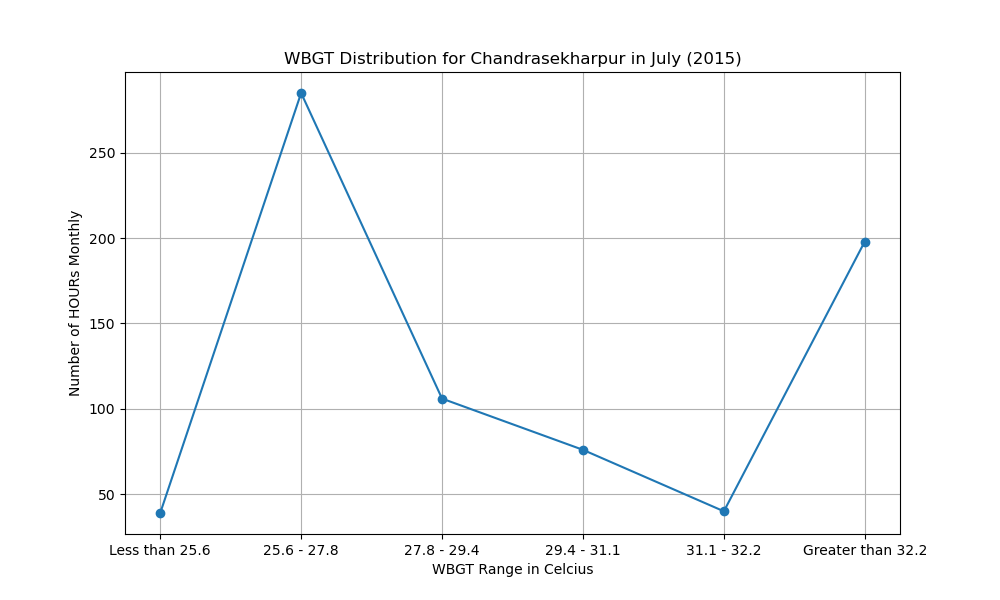 WBGT Distribution for Chandrasekharpur in July (2015)
Number of HOURs Monthly
250
200
150
100
50
Less than 25.6 25.6 - 27.8 27.8 - 29.4 29.4 - 31.1 31.1 - 32.2 Greater than 32.2
WBGT Range in Celcius